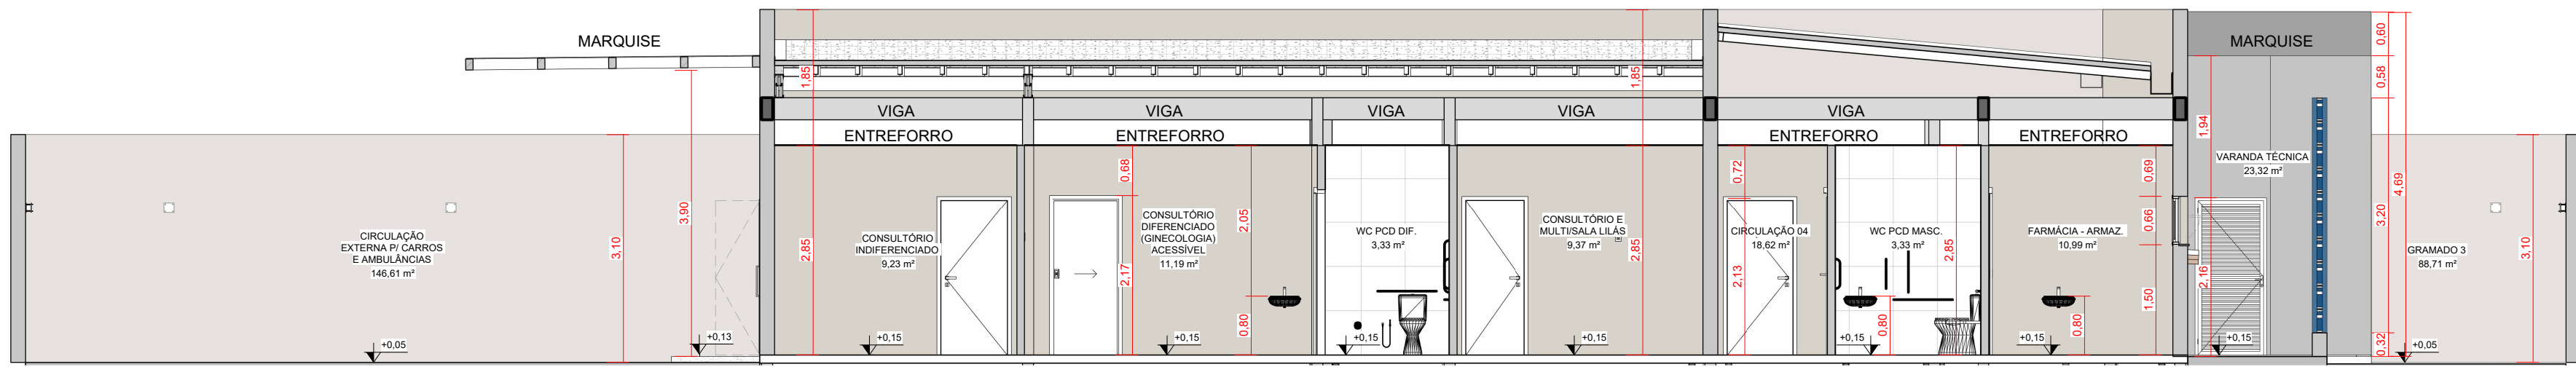 MARQUISE
MARQUISE
0,60
1,85
1,85
0,58
VIGA
VIGA
VIGA
VIGA
VIGA
ENTREFORRO
ENTREFORRO
ENTREFORRO
ENTREFORRO
1,94
0,68
0,72
0,69
VARANDA TÉCNICA
23,32 m²
4,69
3,90
2,05
0,66
3,20
CIRCULAÇÃO
EXTERNA P/ CARROS
E AMBULÂNCIAS
146,61 m²
3,10
2,85
CONSULTÓRIO
INDIFERENCIADO
9,23 m²
CONSULTÓRIO
DIFERENCIADO
(GINECOLOGIA)
ACESSÍVEL
11,19 m²
2,17
WC PCD DIF.
3,33 m²
CONSULTÓRIO E
MULTI/SALA LILÁS
9,37 m²
2,85
CIRCULAÇÃO 04
18,62 m²
2,13
WC PCD MASC.
3,33 m²
2,85
FARMÁCIA - ARMAZ.
10,99 m²
1,50
2,16
GRAMADO 3
88,71 m²
3,10
0,80
0,80
0,80
0,32
+0,05
+0,13
+0,15
+0,15
+0,15
+0,15
+0,15
+0,15
+0,15
+0,05